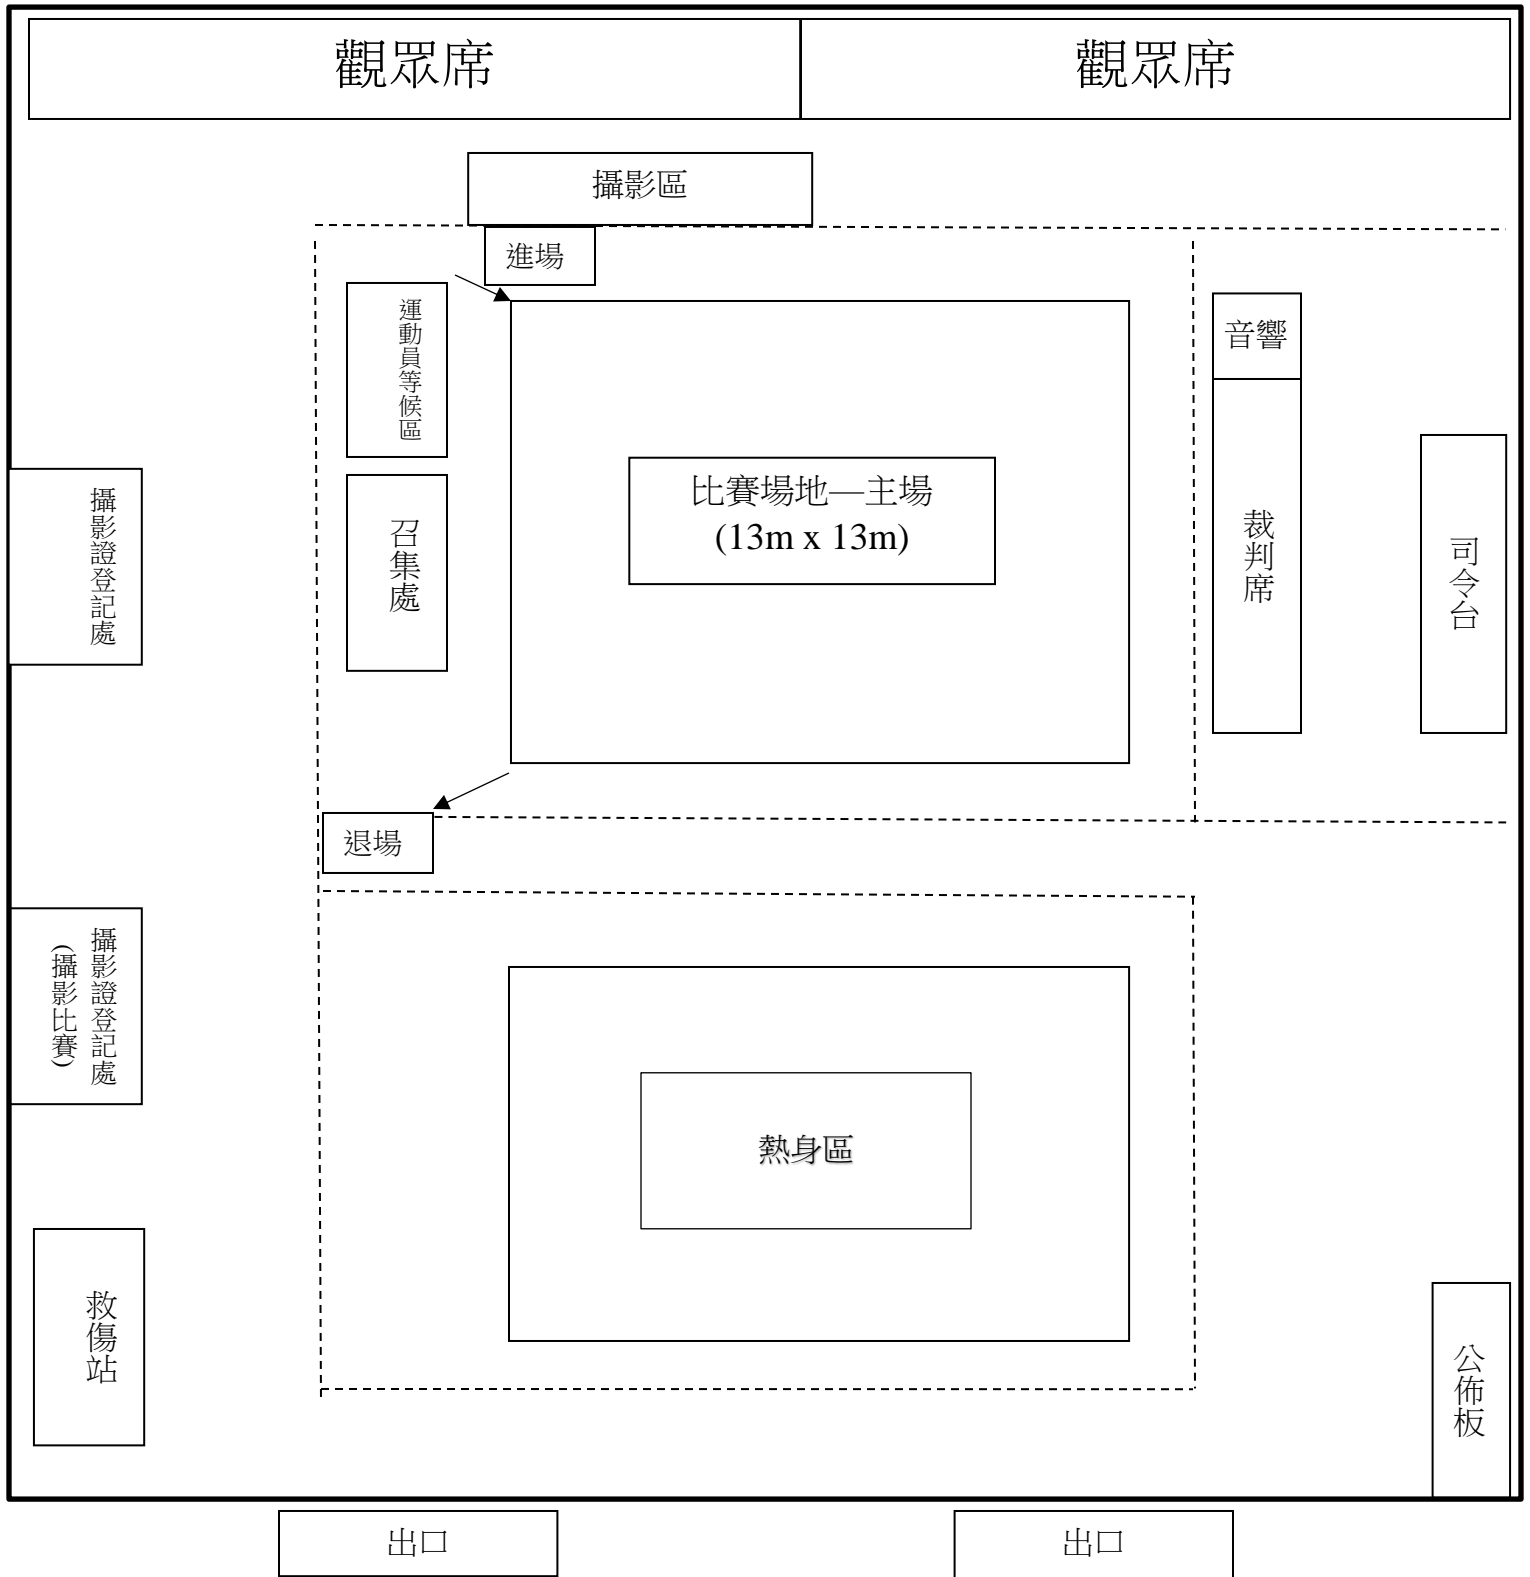 觀眾席
觀眾席
攝影區
進場
運動員等候區
音響
比賽場地—主場
(13m x 13m)
攝影證登記處
召集處
裁判席
司令台
退場
攝影證登記處
(攝影比賽)
熱身區
救傷站
公佈板
出口
出口